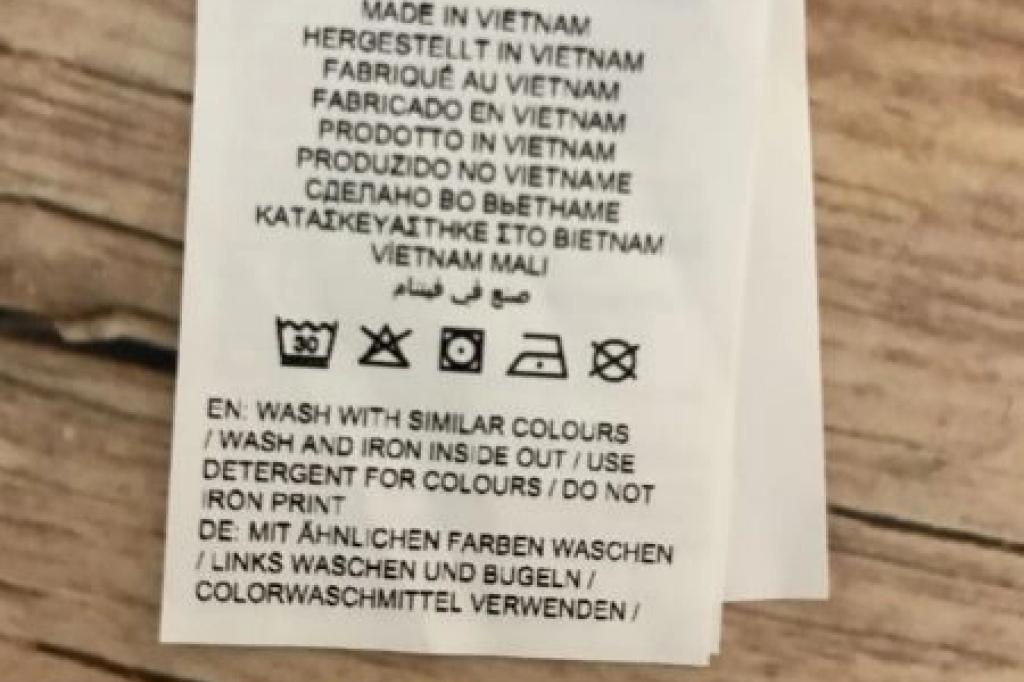 MADE IN VIETNAM
HERGESTELLT IN VIETNAM
FABRIQUÉ AU VIETNAM
FABRICADO EN VIETNAM
PRODOTTO IN VIETNAM
PRODUZIDO NO VIETNAME
СДЕЛАНО ВО ВЬЕТНАМЕ
ΚΑΤΑΣΚΕΥΑΣΤΗΚΕ ΣΤΟ ΒΙΕΤΝΑΜ
VİETNAM MALI
صنع في فيتنام
30
EN: WASH WITH SIMILAR COLOURS
/ WASH AND IRON INSIDE OUT / USE
DETERGENT FOR COLOURS / DO NOT
IRON PRINT
DE: MIT ÄHNLICHEN FARBEN WASCHEN
/ LINKS WASCHEN UND BUGELN /
COLORWASCHMITTEL VERWENDEN /